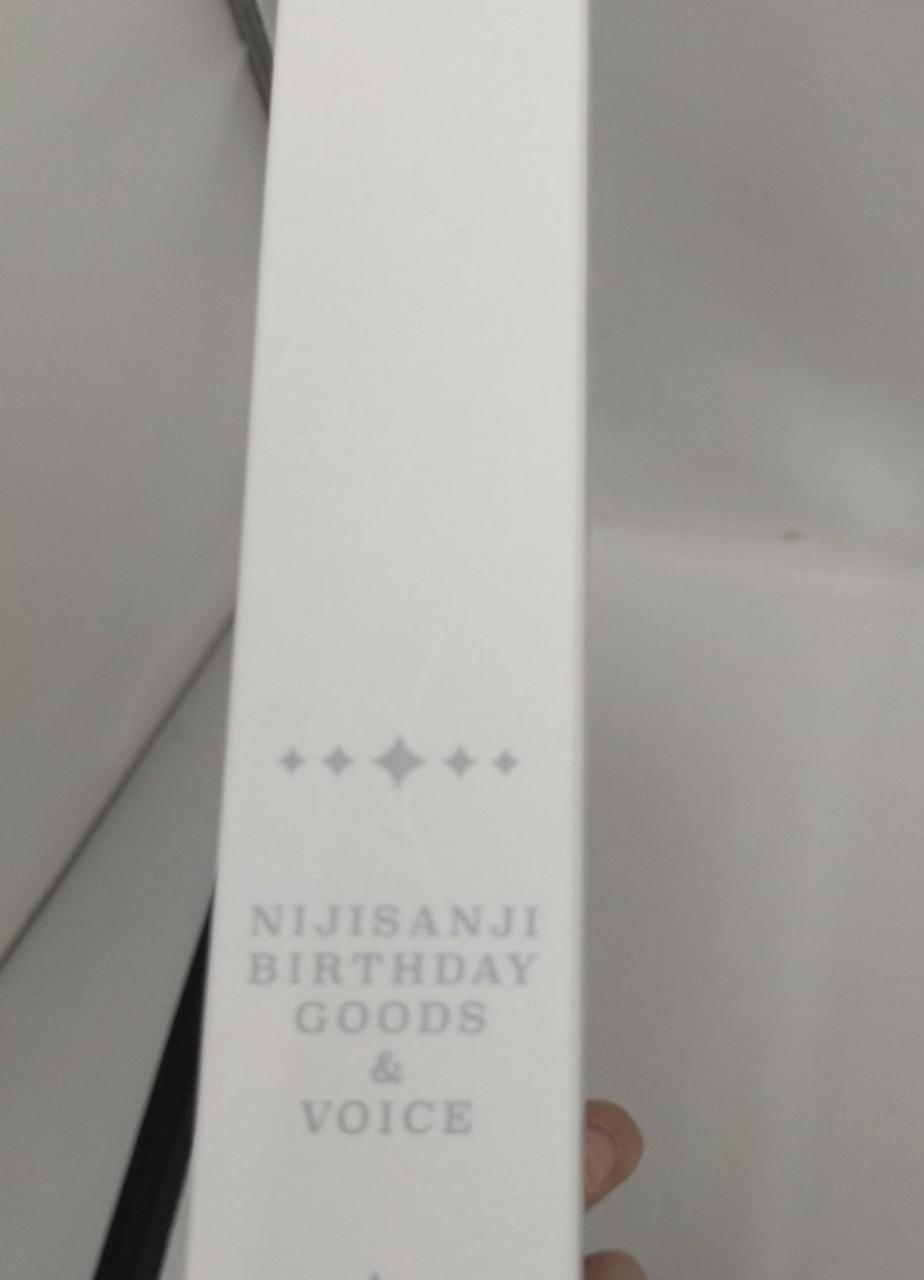 NIJISANJI
BIRTHDAY
GOODS
&
VOICE